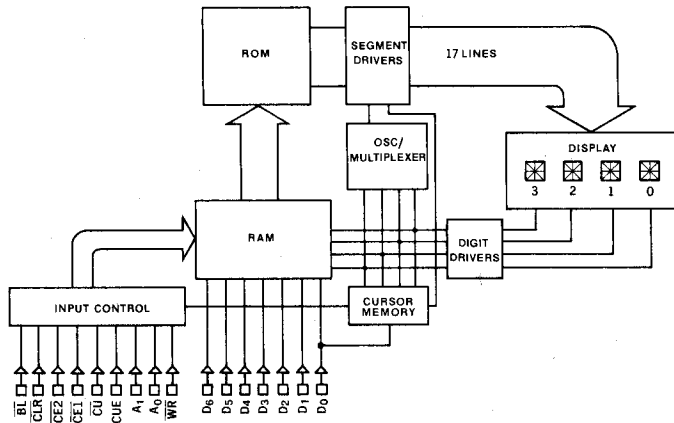 ROM
SEGMENT
DRIVERS
17 LINES
OSC/
MULTIPLEXER
DISPLAY
3 2 1 0
RAM
DIGIT
DRIVERS
INPUT CONTROL
CURSOR
MEMORY
BL
CLR
CE2
CE1
CU
CUE
A1
A0
WR
D6
D5
D4
D3
D2
D1
D0